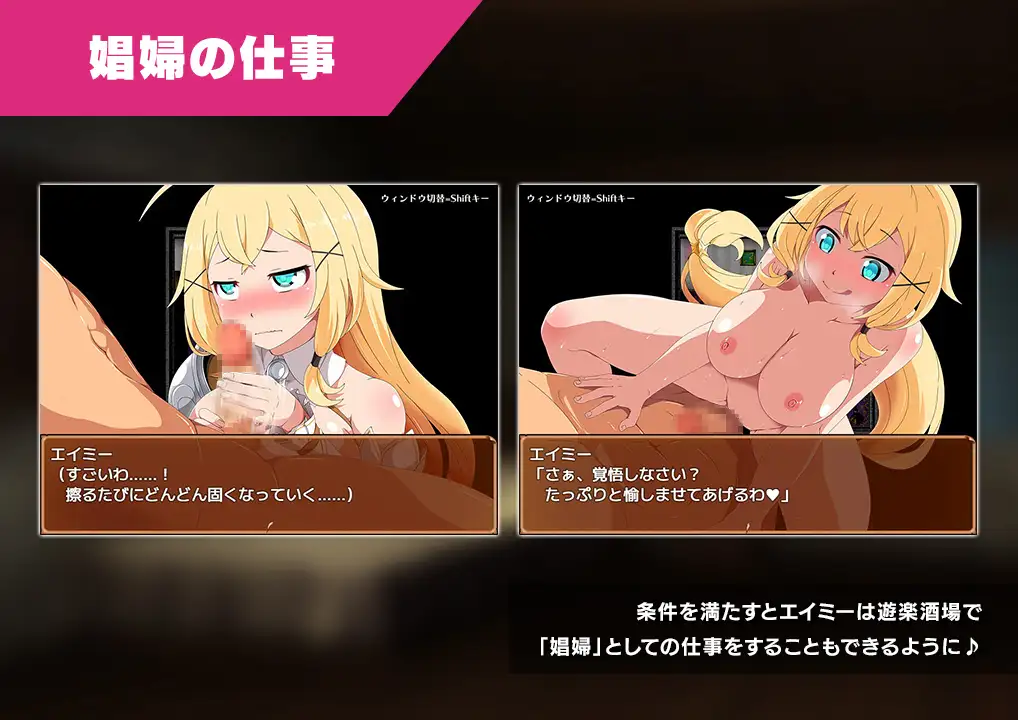 娼婦の仕事
ウィンドウ切替=Shiftキー
エイミー
(すごいわ……！
擦るたびにどんどん固くなっていく……)
ウィンドウ切替=Shiftキー
エイミー
「さぁ、覚悟しなさい？
たっぷりと愉しませてあげるわ♥」
条件を満たすとエイミーは遊楽酒場で
「娼婦」としての仕事をすることもできるように♪